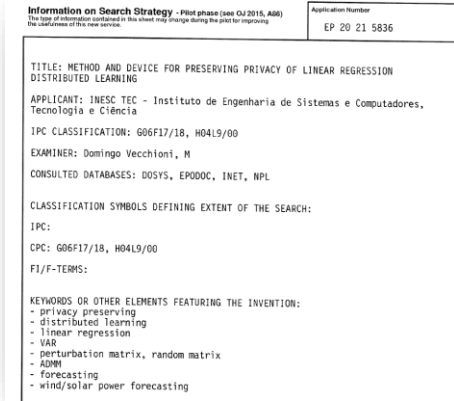 Information on Search Strategy - Pilot phase (see OJ 2015, A86)
The type of information contained in this sheet may change during the pilot for improving
the usefulness of this new service.
Application Number
EP 20 21 5836
TITLE: METHOD AND DEVICE FOR PRESERVING PRIVACY OF LINEAR REGRESSION
DISTRIBUTED LEARNING
APPLICANT: INESC TEC - Instituto de Engenharia de Sistemas e Computadores,
Tecnologia e Ciência
IPC CLASSIFICATION: G06F17/18, H04L9/00
EXAMINER: Domingo Vecchioni, M
CONSULTED DATABASES: DOSYS, EPODOC, INET, NPL
CLASSIFICATION SYMBOLS DEFINING EXTENT OF THE SEARCH:
IPC:
CPC: G06F17/18, H04L9/00
FI/F-TERMS:
KEYWORDS OR OTHER ELEMENTS FEATURING THE INVENTION:
- privacy preserving
- distributed learning
- linear regression
- VAR
- perturbation matrix, random matrix
- ADMM
- forecasting
- wind/solar power forecasting